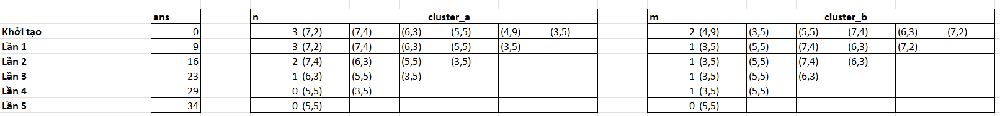 ans n cluster_a m cluster_b
Khởi tạo 0 3 (7,2) (7,4) (6,3) (5,5) (4,9) (3,5) 2 (4,9) (3,5) (5,5) (7,4) (6,3) (7,2)
Lần 1 9 3 (7,2) (7,4) (6,3) (5,5) (3,5) 1 (3,5) (5,5) (7,4) (6,3) (7,2)
Lần 2 16 2 (7,4) (6,3) (5,5) (3,5) 1 (3,5) (5,5) (7,4) (6,3)
Lần 3 23 1 (6,3) (5,5) (3,5) 1 (3,5) (5,5) (6,3)
Lần 4 29 0 (5,5) (3,5) 1 (3,5) (5,5)
Lần 5 34 0 (5,5) 0 (5,5)